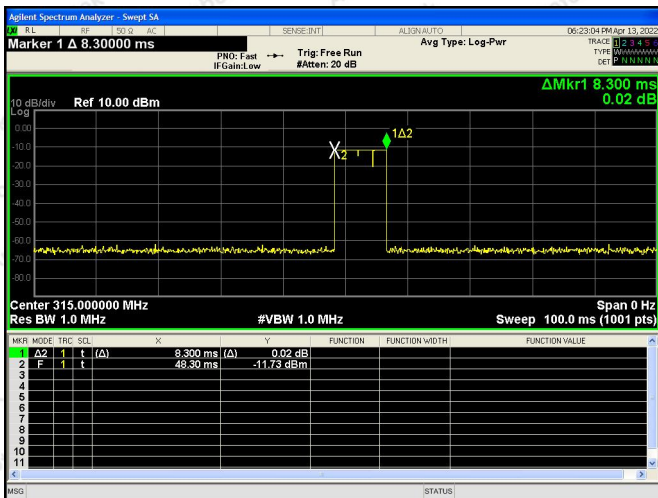 Agilent Spectrum Analyzer - Swept SA
RL RF 50 Ω AC SENSE:INT ALIGN AUTO 06:23:04 PM Apr 13, 2022
Marker 1 Δ 8.30000 ms Avg Type: Log-Pwr TRACE 1 2 3 4 5 6
PNO: Fast Trig: Free Run TYPE
IFGain:Low #Atten: 20 dB DET P N N N N N
ΔMkr1 8.300 ms
10 dB/div Ref 10.00 dBm 0.02 dB
Log
0.00
1Δ2
-10.0
2
-20.0
-30.0
-40.0
-50.0
-60.0
-70.0
-80.0
Center 315.000000 MHz Span 0 Hz
Res BW 1.0 MHz #VBW 1.0 MHz Sweep 100.0 ms (1001 pts)
MKR MODE TRC SCL X Y FUNCTION FUNCTION WIDTH FUNCTION VALUE
1 Δ2 1 t (Δ) 8.300 ms (Δ) 0.02 dB
2 F 1 t 48.30 ms -11.73 dBm
3
4
5
6
7
8
9
10
11
MSG STATUS